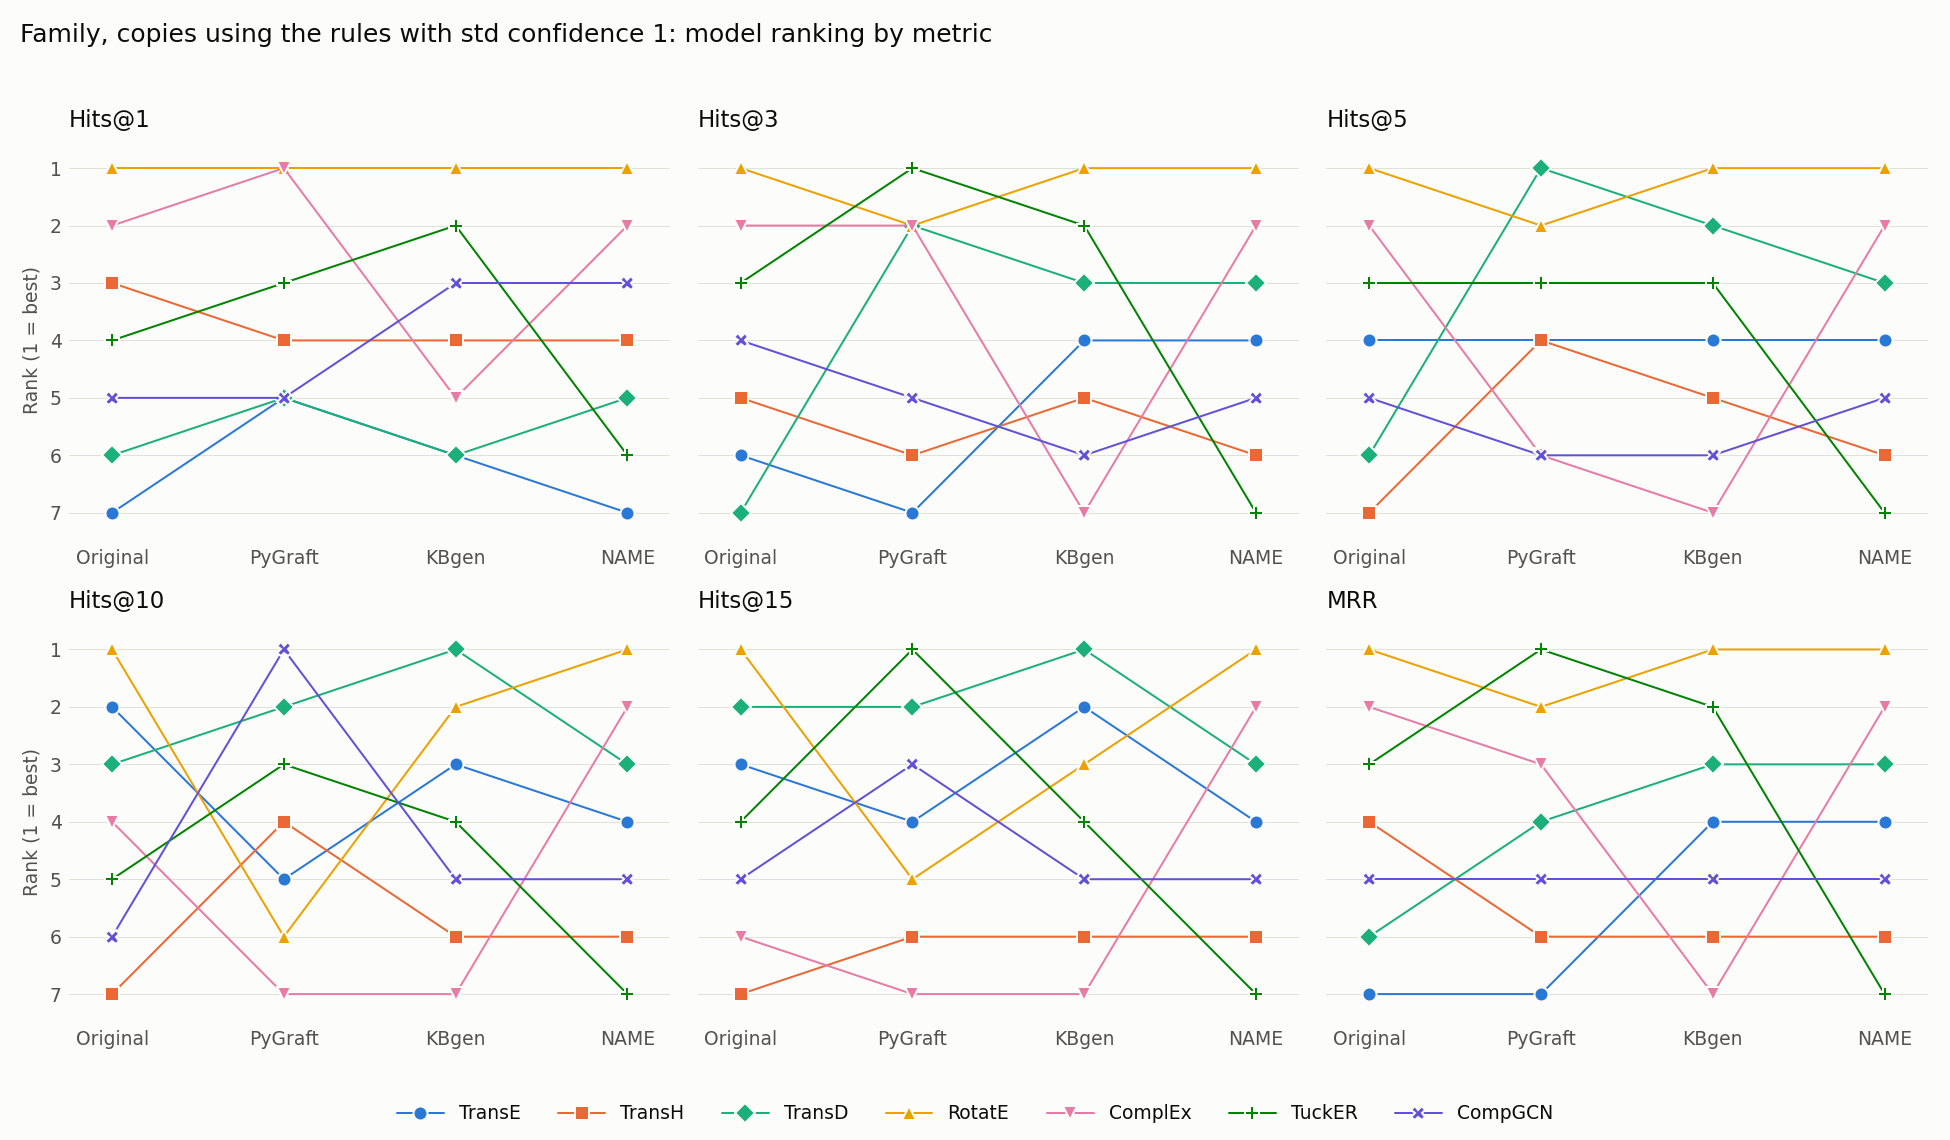 Family, copies using the rules with std confidence 1: model ranking by metric
Hits@1
Hits@3
Hits@5
Rank (1 = best)
1
2
3
4
5
6
7
Original PyGraft KBgen NAME
Original PyGraft KBgen NAME
Original PyGraft KBgen NAME
Hits@10
Hits@15
MRR
Rank (1 = best)
1
2
3
4
5
6
7
Original PyGraft KBgen NAME
Original PyGraft KBgen NAME
Original PyGraft KBgen NAME
TransE TransH TransD RotatE ComplEx TuckER CompGCN